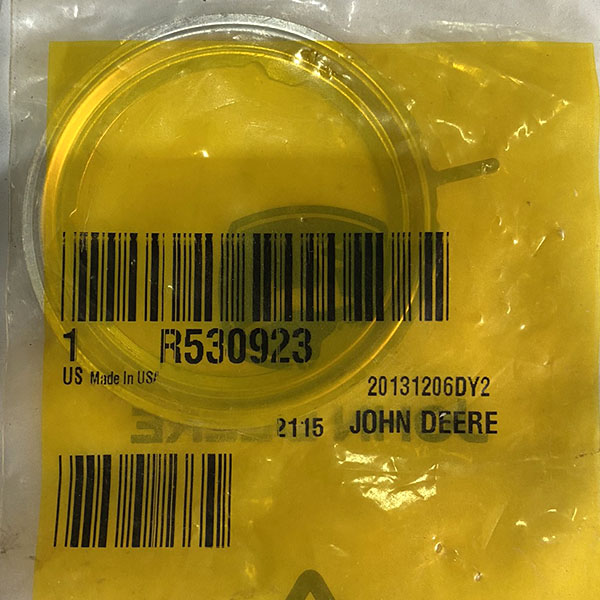 1 R530923
US Made In USA
20131206DY2
2115 JOHN DEERE